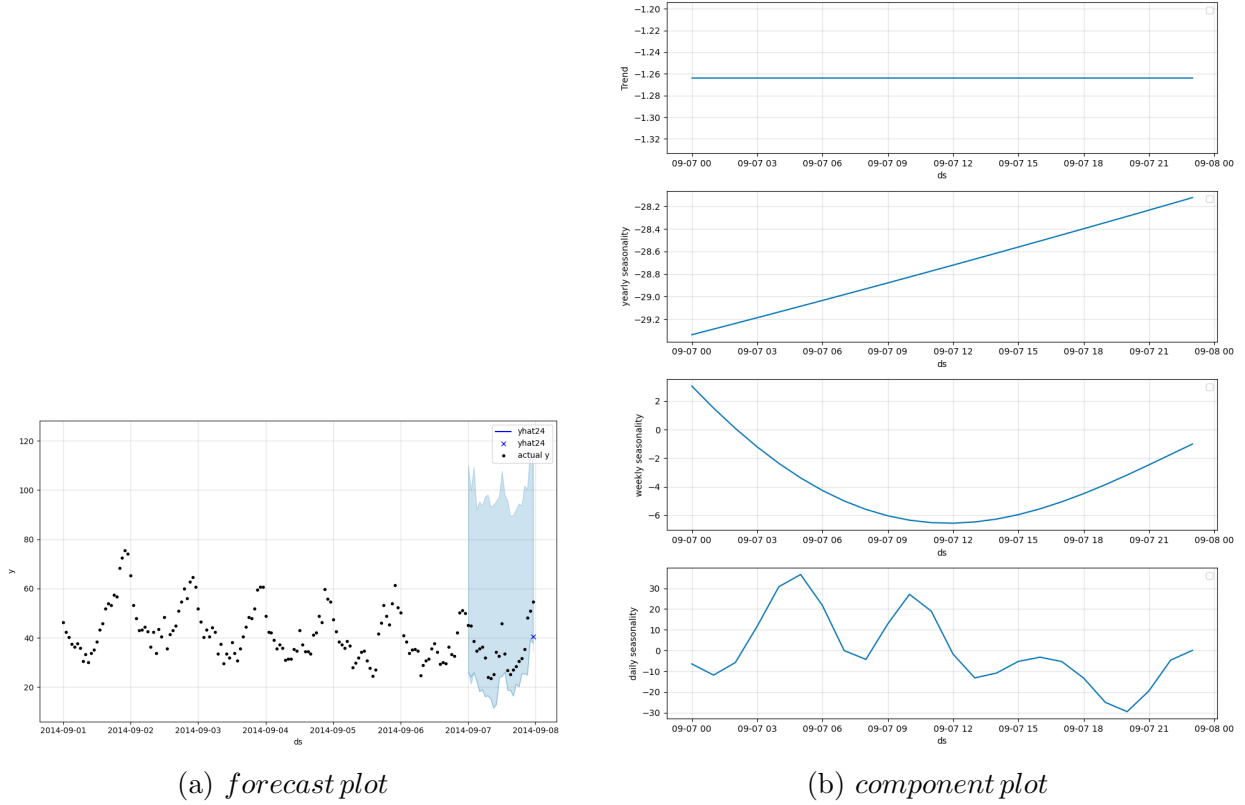 120
100
80
60
40
20
y
yhat24
yhat24
actual y
2014-09-01 2014-09-02 2014-09-03 2014-09-04 2014-09-05 2014-09-06 2014-09-07 2014-09-08
ds
(a) forecast plot
−1.20
−1.22
−1.24
−1.26
−1.28
−1.30
−1.32
Trend
09-07 00 09-07 03 09-07 06 09-07 09 09-07 12 09-07 15 09-07 18 09-07 21 09-08 00
ds
−28.2
−28.4
−28.6
−28.8
−29.0
−29.2
yearly seasonality
09-07 00 09-07 03 09-07 06 09-07 09 09-07 12 09-07 15 09-07 18 09-07 21 09-08 00
ds
2
0
−2
−4
−6
weekly seasonality
09-07 00 09-07 03 09-07 06 09-07 09 09-07 12 09-07 15 09-07 18 09-07 21 09-08 00
ds
30
20
10
0
−10
−20
−30
daily seasonality
09-07 00 09-07 03 09-07 06 09-07 09 09-07 12 09-07 15 09-07 18 09-07 21 09-08 00
ds
(b) component plot